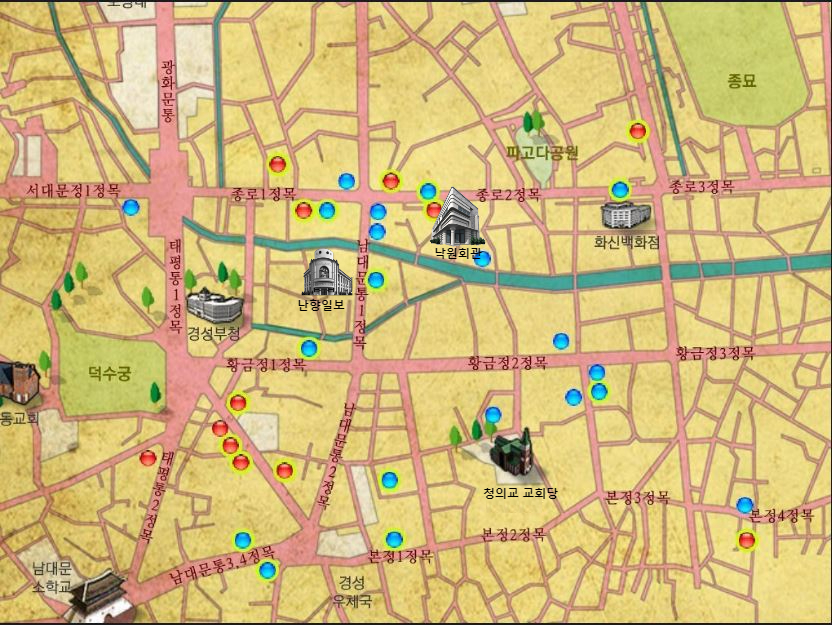 광화문통
종묘
파고다공원
서대문정1정목
종로1정목
종로2정목
종로3정목
태평통1정목
남대문통1정목
낙원회관
화신백화점
난향일보
경성부청
황금정1정목
황금정2정목
황금정3정목
덕수궁
동교회
남대문통2정목
태평통2정목
청의교 교회당
본정3정목
본정4정목
본정2정목
본정1정목
남대문통3,4정목
남대문
소학교
경성
우체국